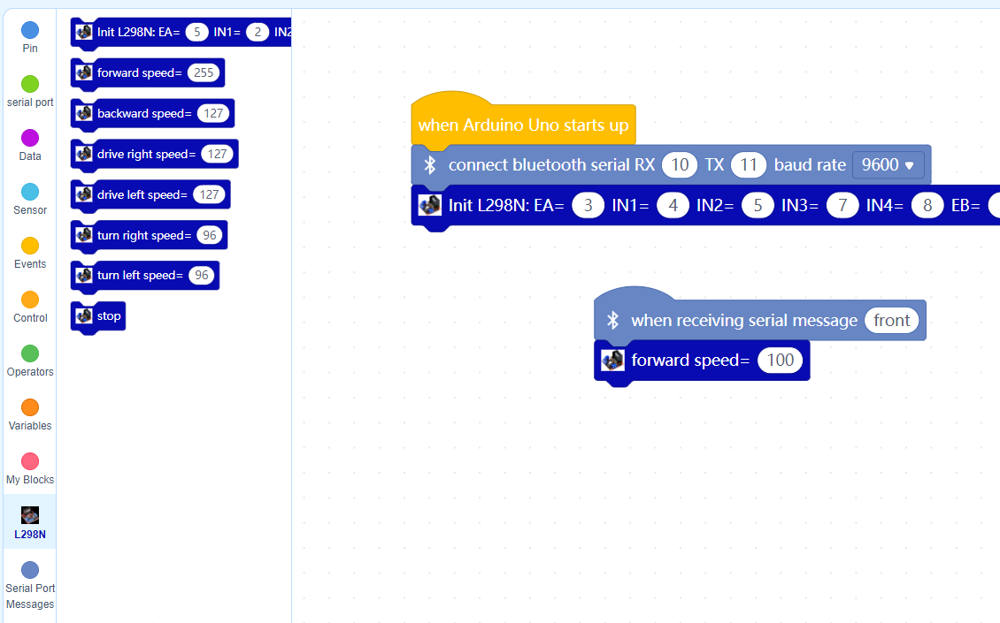 Pin
serial port
Data
Sensor
Events
Control
Operators
Variables
My Blocks
L298N
Serial Port
Messages
Init L298N: EA= 5 IN1= 2 IN2
forward speed= 255
backward speed= 127
drive right speed= 127
drive left speed= 127
turn right speed= 96
turn left speed= 96
stop
when Arduino Uno starts up
connect bluetooth serial RX 10 TX 11 baud rate 9600
Init L298N: EA= 3 IN1= 4 IN2= 5 IN3= 7 IN4= 8 EB=
when receiving serial message front
forward speed= 100